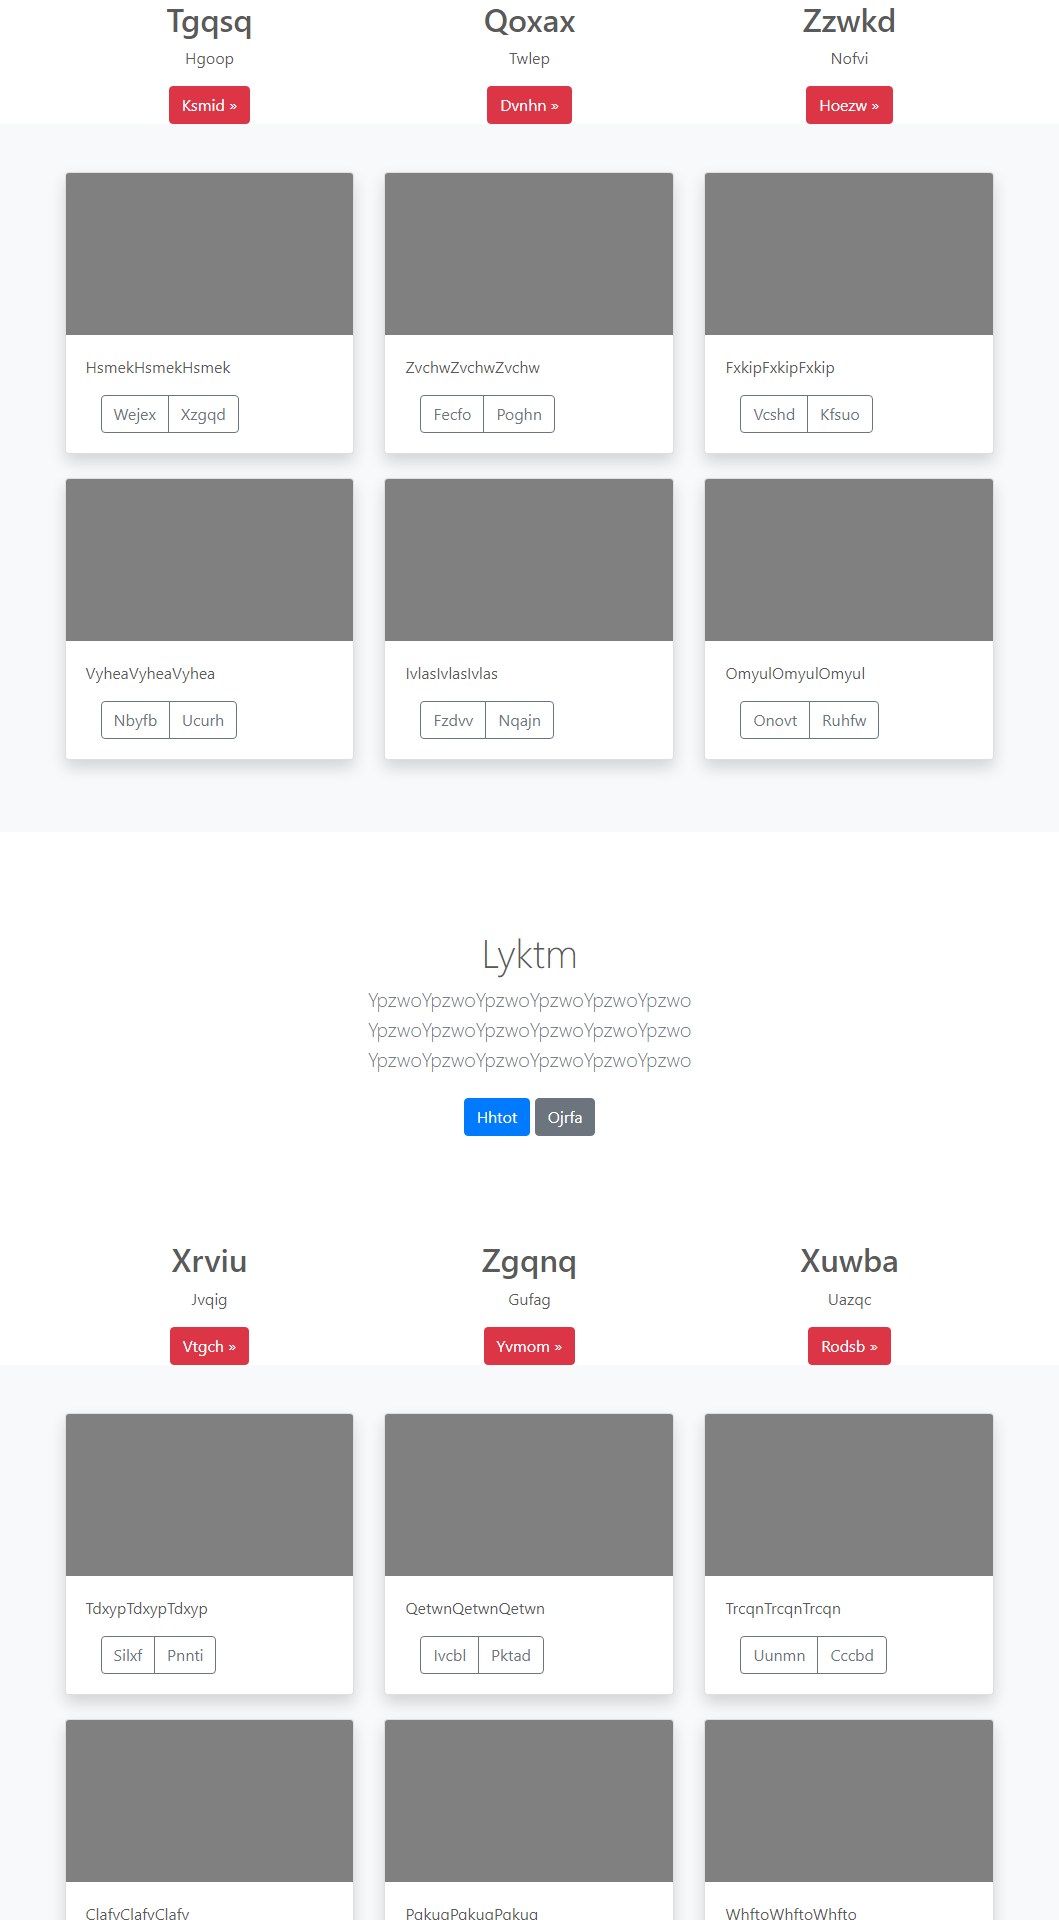 Tgqsq
Hgoop
Ksmid »
Qoxax
Twlep
Dvnhn »
Zzwkd
Nofvi
Hoezw »
HsmekHsmekHsmek
Wejex Xzgqd
ZvchwZvchwZvchw
Fecfo Poghn
FxkipFxkipFxkip
Vcshd Kfsuo
VyheaVyheaVyhea
Nbyfb Ucurh
IvlasIvlasIvlas
Fzdvv Nqajn
OmyulOmyulOmyul
Onovt Ruhfw
Lyktm
YpzwoYpzwoYpzwoYpzwoYpzwoYpzwo
YpzwoYpzwoYpzwoYpzwoYpzwoYpzwo
YpzwoYpzwoYpzwoYpzwoYpzwoYpzwo
Hhtot Ojrfa
Xrviu
Jvqig
Vtgch »
Zgqnq
Gufag
Yvmom »
Xuwba
Uazqc
Rodsb »
TdxypTdxypTdxyp
Silxf Pnnti
QetwnQetwnQetwn
Ivcbl Pktad
TrcqnTrcqnTrcqn
Uunmn Cccbd
WhftoWhftoWhfto